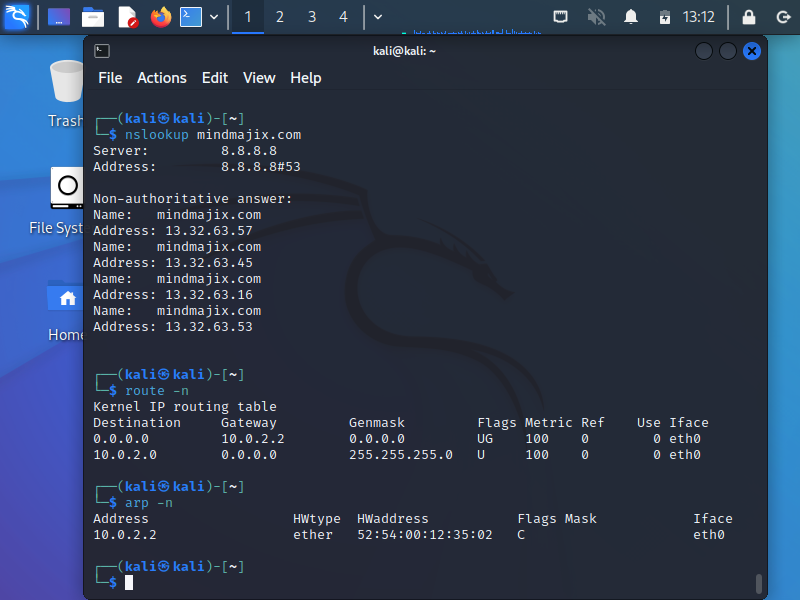 1 2 3 4 13:12
kali@kali: ~
File Actions Edit View Help
Trash
File Syst
Home
┌──(kali㉿kali)-[~]
└─$ nslookup mindmajix.com
Server: 8.8.8.8
Address: 8.8.8.8#53
Non-authoritative answer:
Name: mindmajix.com
Address: 13.32.63.57
Name: mindmajix.com
Address: 13.32.63.45
Name: mindmajix.com
Address: 13.32.63.16
Name: mindmajix.com
Address: 13.32.63.53
┌──(kali㉿kali)-[~]
└─$ route -n
Kernel IP routing table
Destination Gateway Genmask Flags Metric Ref Use Iface
0.0.0.0 10.0.2.2 0.0.0.0 UG 100 0 0 eth0
10.0.2.0 0.0.0.0 255.255.255.0 U 100 0 0 eth0
┌──(kali㉿kali)-[~]
└─$ arp -n
Address HWtype HWaddress Flags Mask Iface
10.0.2.2 ether 52:54:00:12:35:02 C eth0
┌──(kali㉿kali)-[~]
└─$